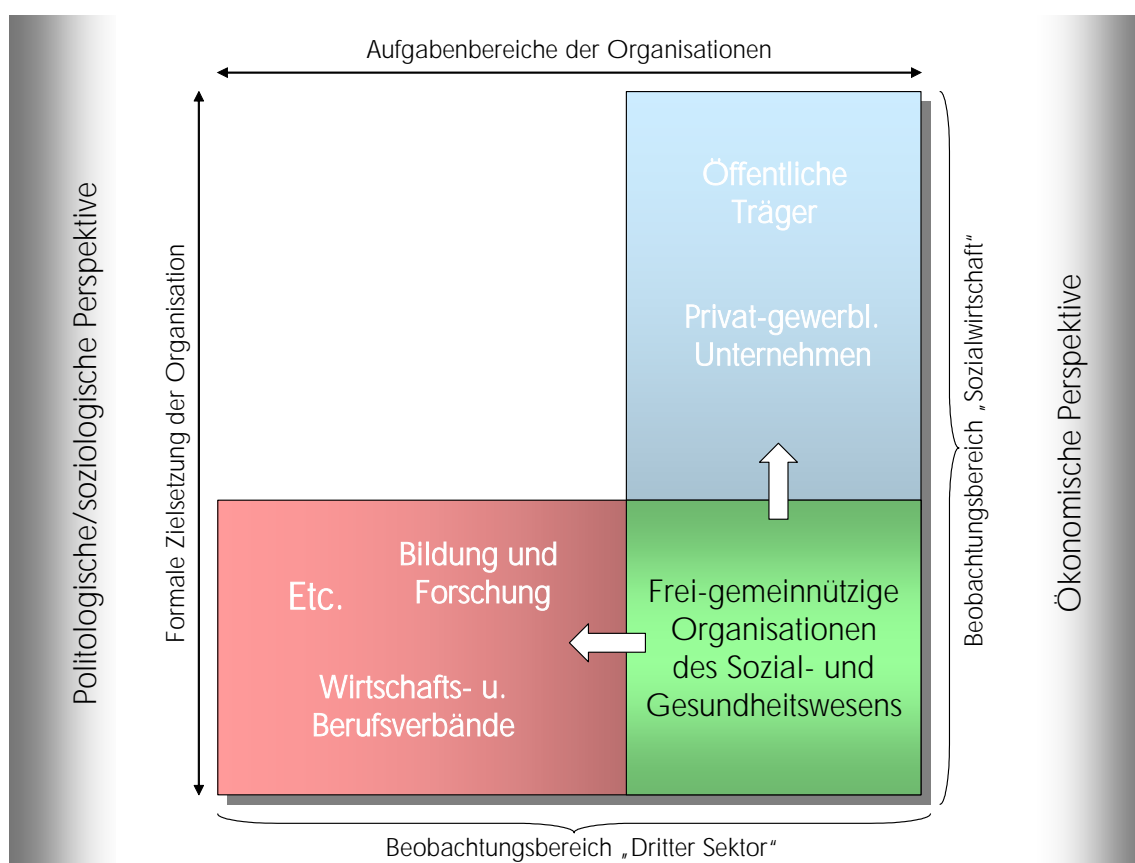 Aufgabenbereiche der Organisationen
Politologische/soziologische Perspektive
Formale Zielsetzung der Organisation
Öffentliche
Träger
Privat-gewerbl.
Unternehmen
Beobachtungsbereich „Sozialwirtschaft“
Ökonomische Perspektive
Etc.
Bildung und
Forschung
Wirtschafts- u.
Berufsverbände
Frei-gemeinnützige
Organisationen
des Sozial- und
Gesundheitswesens
Beobachtungsbereich „Dritter Sektor“